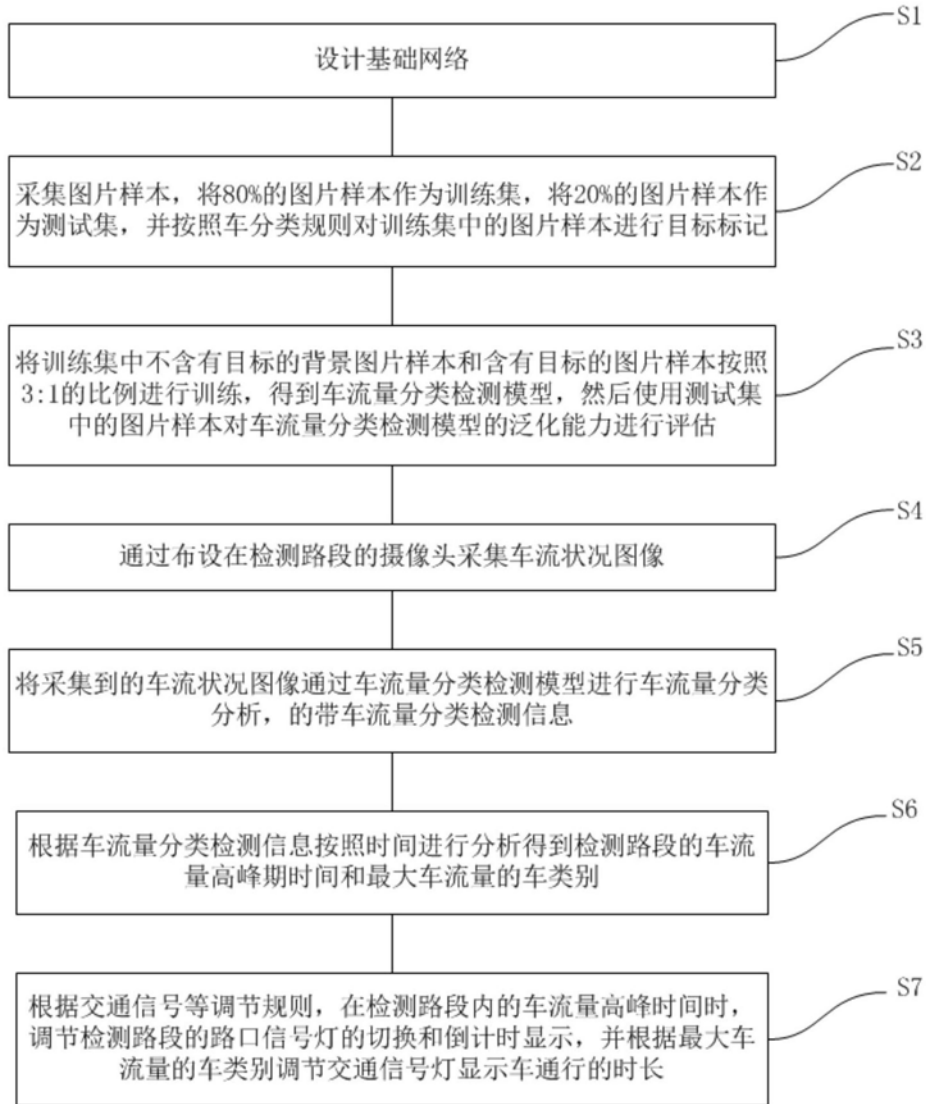 S1
设计基础网络
S2
采集图片样本，将80%的图片样本作为训练集，将20%的图片样本作
为测试集，并按照车分类规则对训练集中的图片样本进行目标标记
S3
将训练集中不含有目标的背景图片样本和含有目标的图片样本按照
3:1的比例进行训练，得到车流量分类检测模型，然后使用测试集
中的图片样本对车流量分类检测模型的泛化能力进行评估
S4
通过布设在检测路段的摄像头采集车流状况图像
S5
将采集到的车流状况图像通过车流量分类检测模型进行车流量分类
分析，的带车流量分类检测信息
S6
根据车流量分类检测信息按照时间进行分析得到检测路段的车流
量高峰期时间和最大车流量的车类别
S7
根据交通信号等调节规则，在检测路段内的车流量高峰时间时，
调节检测路段的路口信号灯的切换和倒计时显示，并根据最大车
流量的车类别调节交通信号灯显示车通行的时长